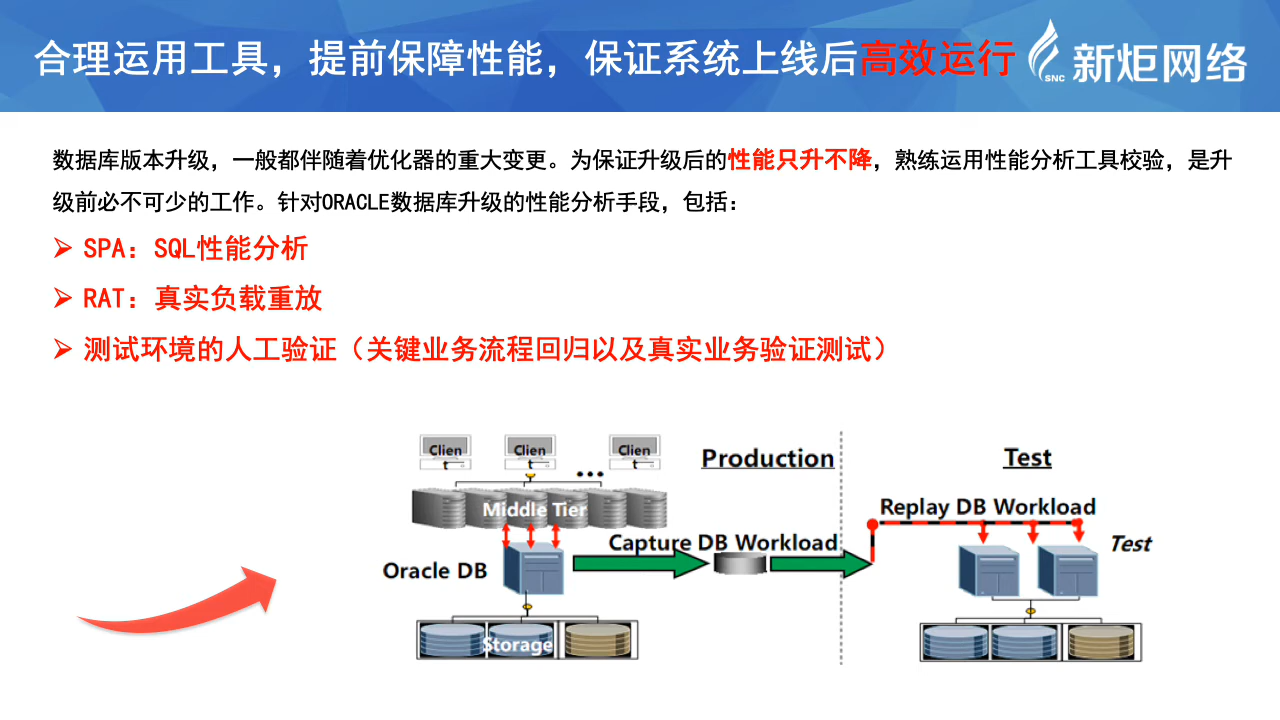 合理运用工具，提前保障性能，保证系统上线后高效运行
SNC 新炬网络
数据库版本升级，一般都伴随着优化器的重大变更。为保证升级后的性能只升不降，熟练运用性能分析工具校验，是升
级前必不可少的工作。针对ORACLE数据库升级的性能分析手段，包括：
SPA：SQL性能分析
RAT：真实负载重放
测试环境的人工验证（关键业务流程回归以及真实业务验证测试）
Clien
t
Clien
t
Clien
t
Production
Test
Middle Tier
Replay DB Workload
Capture DB Workload
Test
Oracle DB
Storage